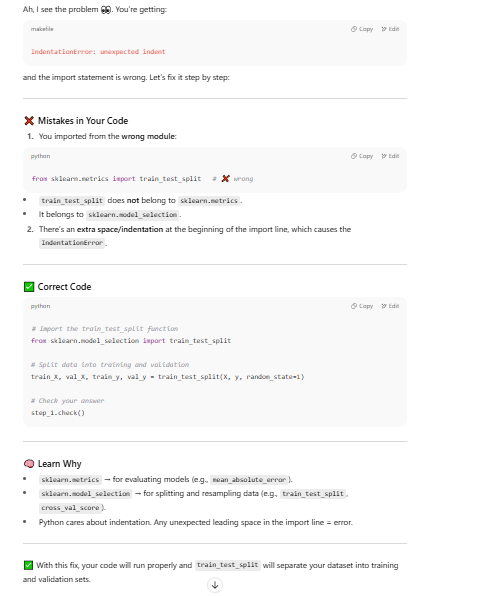 Ah, I see the problem 👀. You're getting:
makefile
Copy Edit
IndentationError: unexpected indent
and the import statement is wrong. Let's fix it step by step:
❌ Mistakes in Your Code
1. You imported from the wrong module:
python
Copy Edit
from sklearn.metrics import train_test_split # ❌ wrong
• train_test_split does not belong to sklearn.metrics.
• It belongs to sklearn.model_selection.
2. There's an extra space/indentation at the beginning of the import line, which causes the
IndentationError.
✅ Correct Code
python
Copy Edit
# Import the train_test_split function
from sklearn.model_selection import train_test_split
# Split data into training and validation
train_X, val_X, train_y, val_y = train_test_split(X, y, random_state=1)
# Check your answer
step_1.check()
🧠 Learn Why
• sklearn.metrics → for evaluating models (e.g., mean_absolute_error).
• sklearn.model_selection → for splitting and resampling data (e.g., train_test_split,
cross_val_score).
• Python cares about indentation. Any unexpected leading space in the import line = error.
✅ With this fix, your code will run properly and train_test_split will separate your dataset into training
and validation sets.